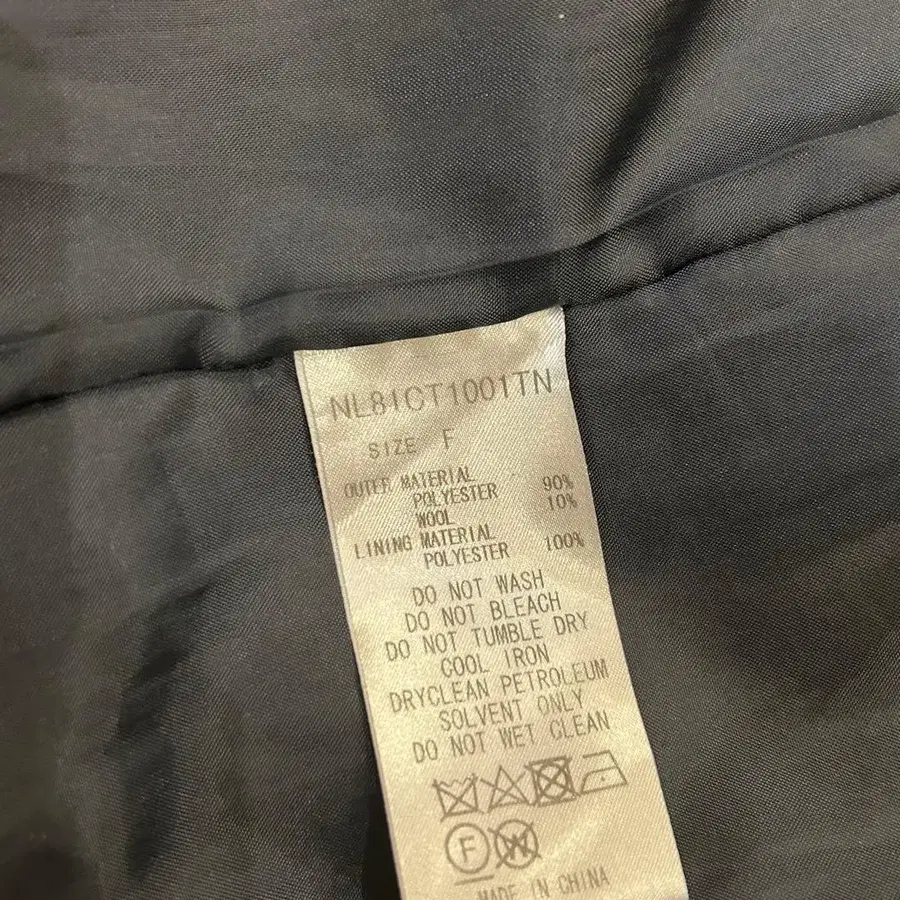 NL81CT1001TN
SIZE F
OUTER MATERIAL
POLYESTER 90%
WOOL 10%
LINING MATERIAL
POLYESTER 100%
DO NOT WASH
DO NOT BLEACH
DO NOT TUMBLE DRY
COOL IRON
DRYCLEAN PETROLEUM
SOLVENT ONLY
DO NOT WET CLEAN
F W
MADE IN CHINA